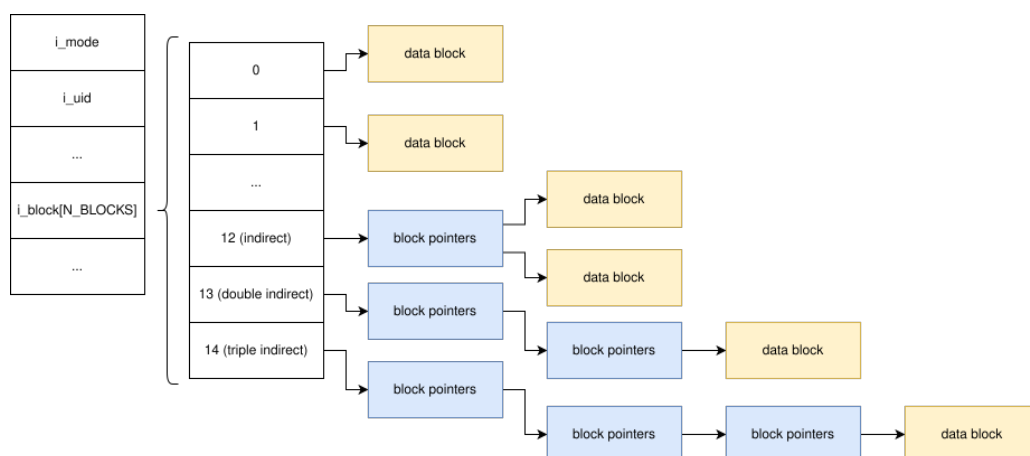 i_mode
i_uid
...
i_block[N_BLOCKS]
...
0
1
...
12 (indirect)
13 (double indirect)
14 (triple indirect)
data block
data block
block pointers
data block
data block
block pointers
block pointers
data block
block pointers
block pointers
block pointers
data block